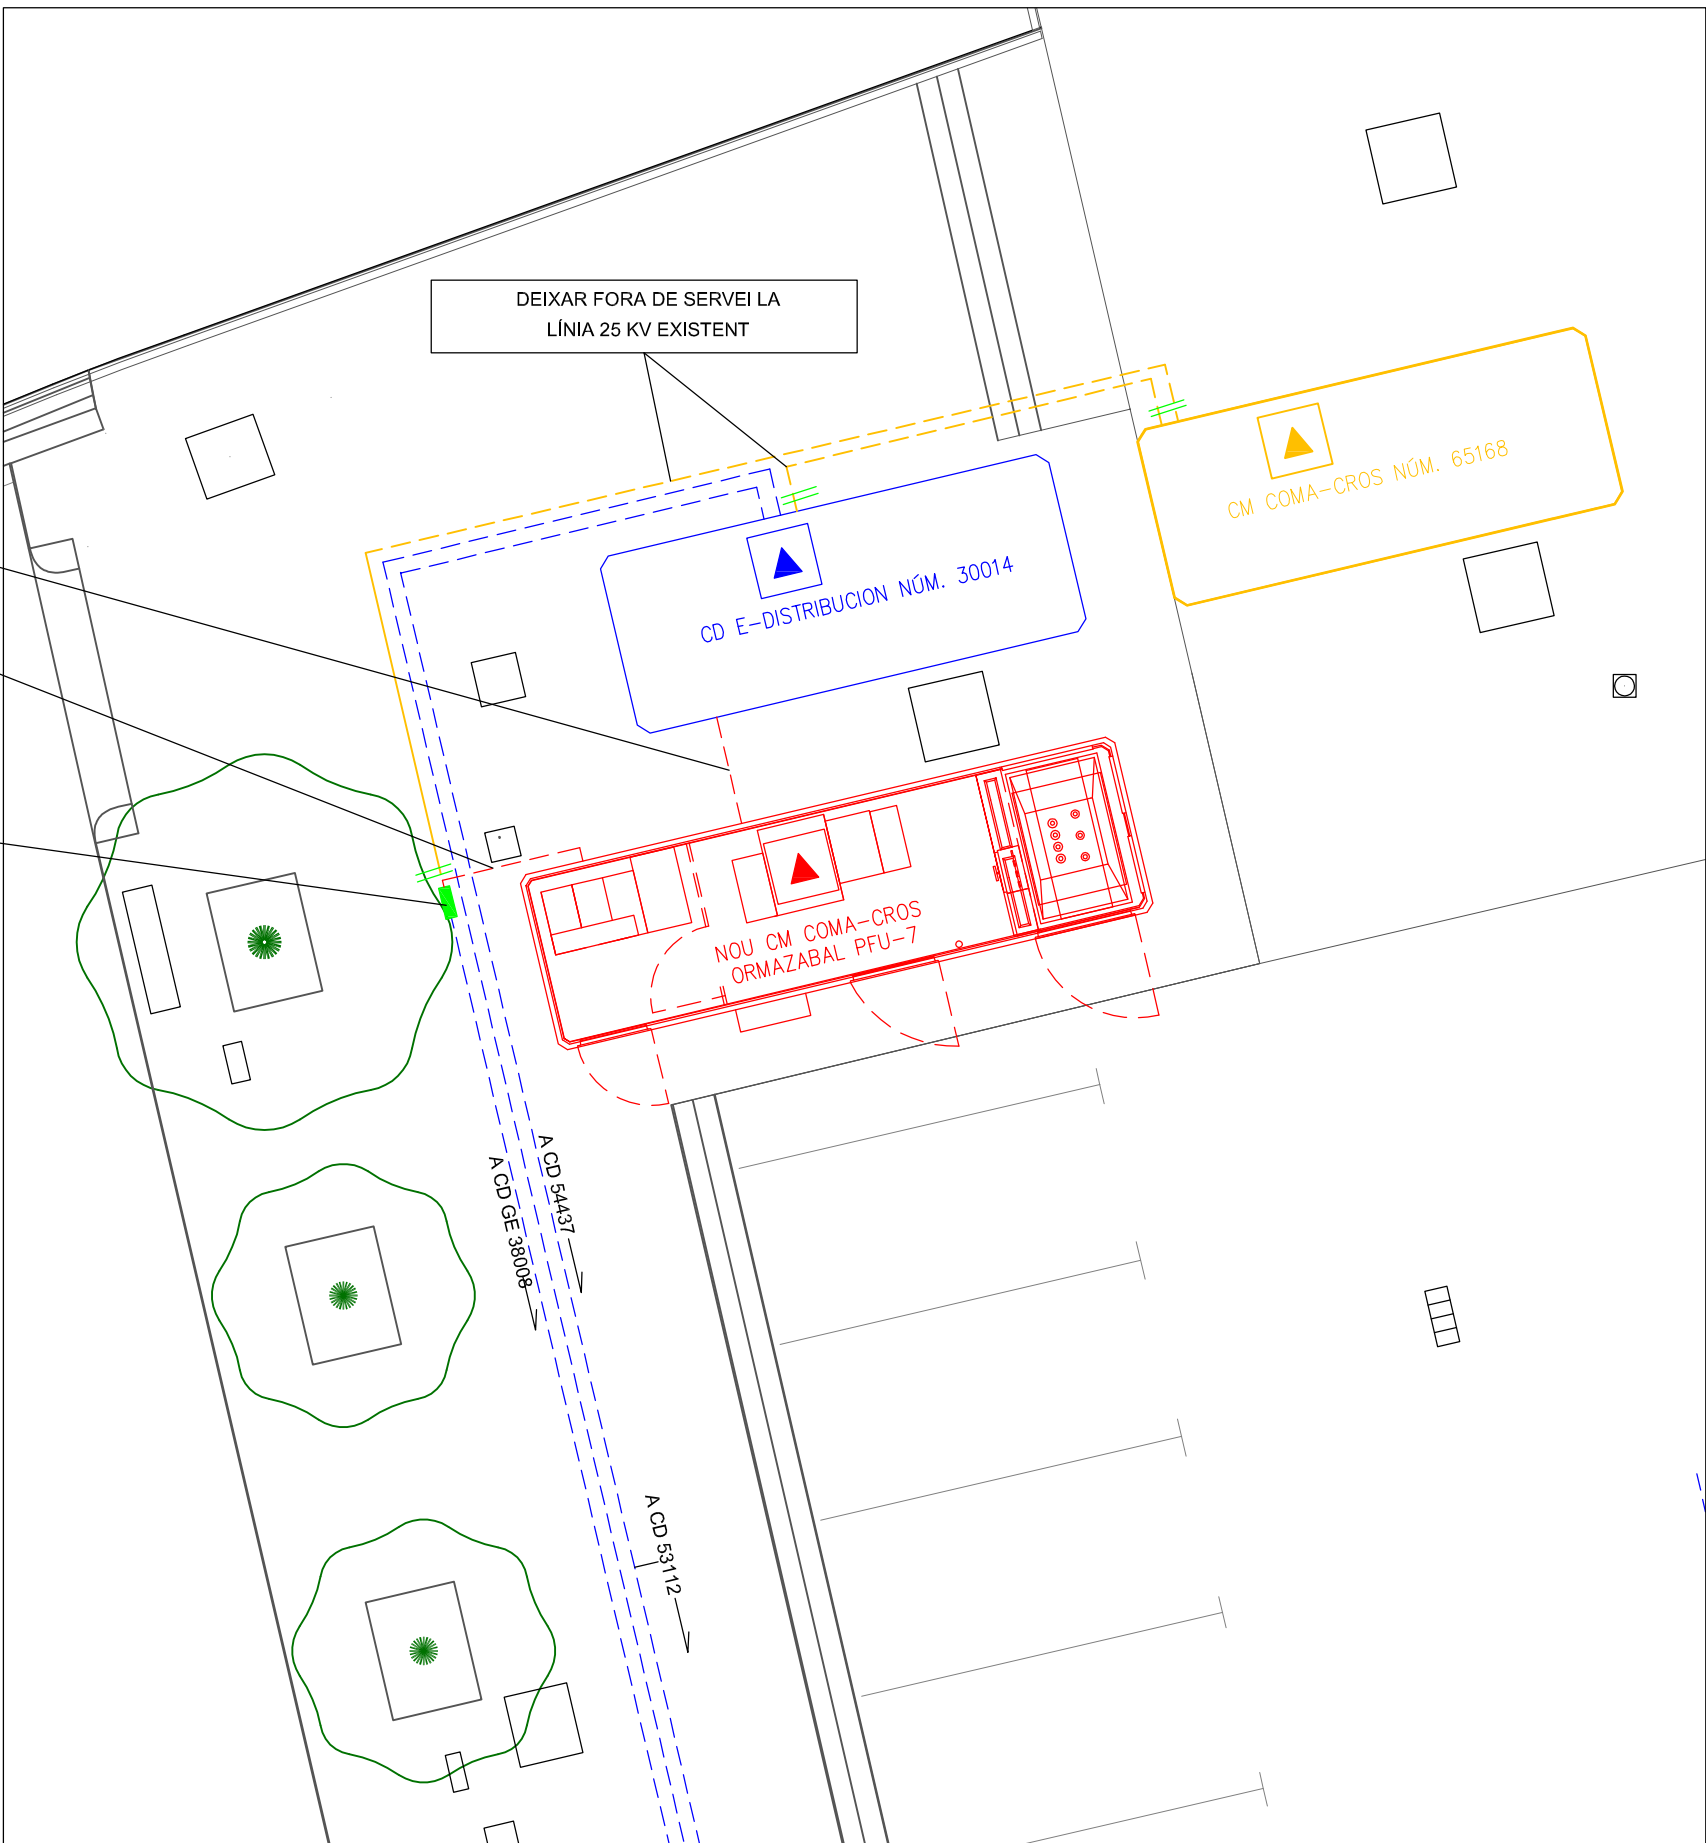 DEIXAR FORA DE SERVEI LA
LÍNIA 25 KV EXISTENT
CM COMA-CROS NÚM. 65168
CD E-DISTRIBUCION NÚM. 30014
NOU CM COMA-CROS
ORMAZABAL PFU-7
A CD 54437
A CD GE 38008
A CD 53112